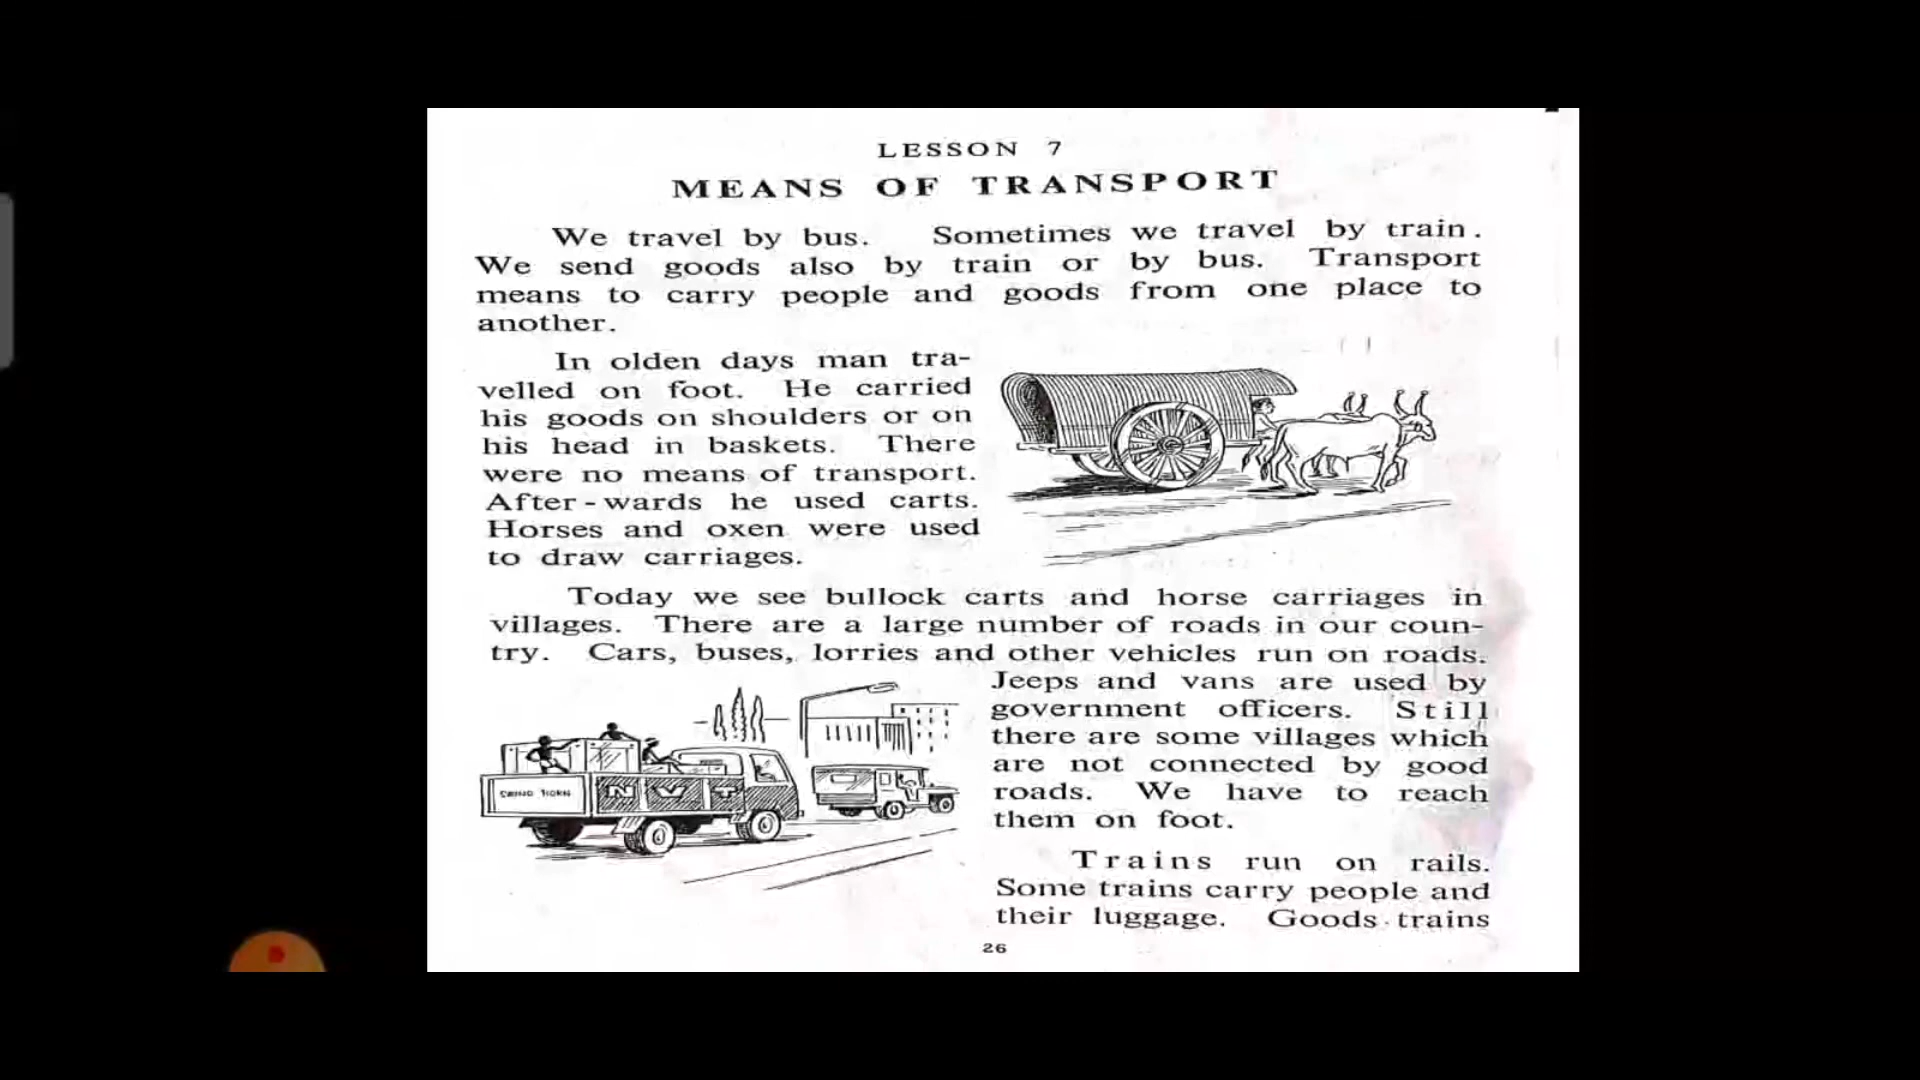 LESSON 7
MEANS OF TRANSPORT
We travel by bus. Sometimes we travel by train.
We send goods also by train or by bus. Transport
means to carry people and goods from one place to
another.
In olden days man tra-
velled on foot. He carried
his goods on shoulders or on
his head in baskets. There
were no means of transport.
After-wards he used carts.
Horses and oxen were used
to draw carriages.
Today we see bullock carts and horse carriages in
villages. There are a large number of roads in our coun-
try. Cars, buses, lorries and other vehicles run on roads.
Jeeps and vans are used by
government officers. Still
there are some villages which
are not connected by good
roads. We have to reach
them on foot.
HORN
NVT
Trains run on rails.
Some trains carry people and
their luggage. Goods trains
26